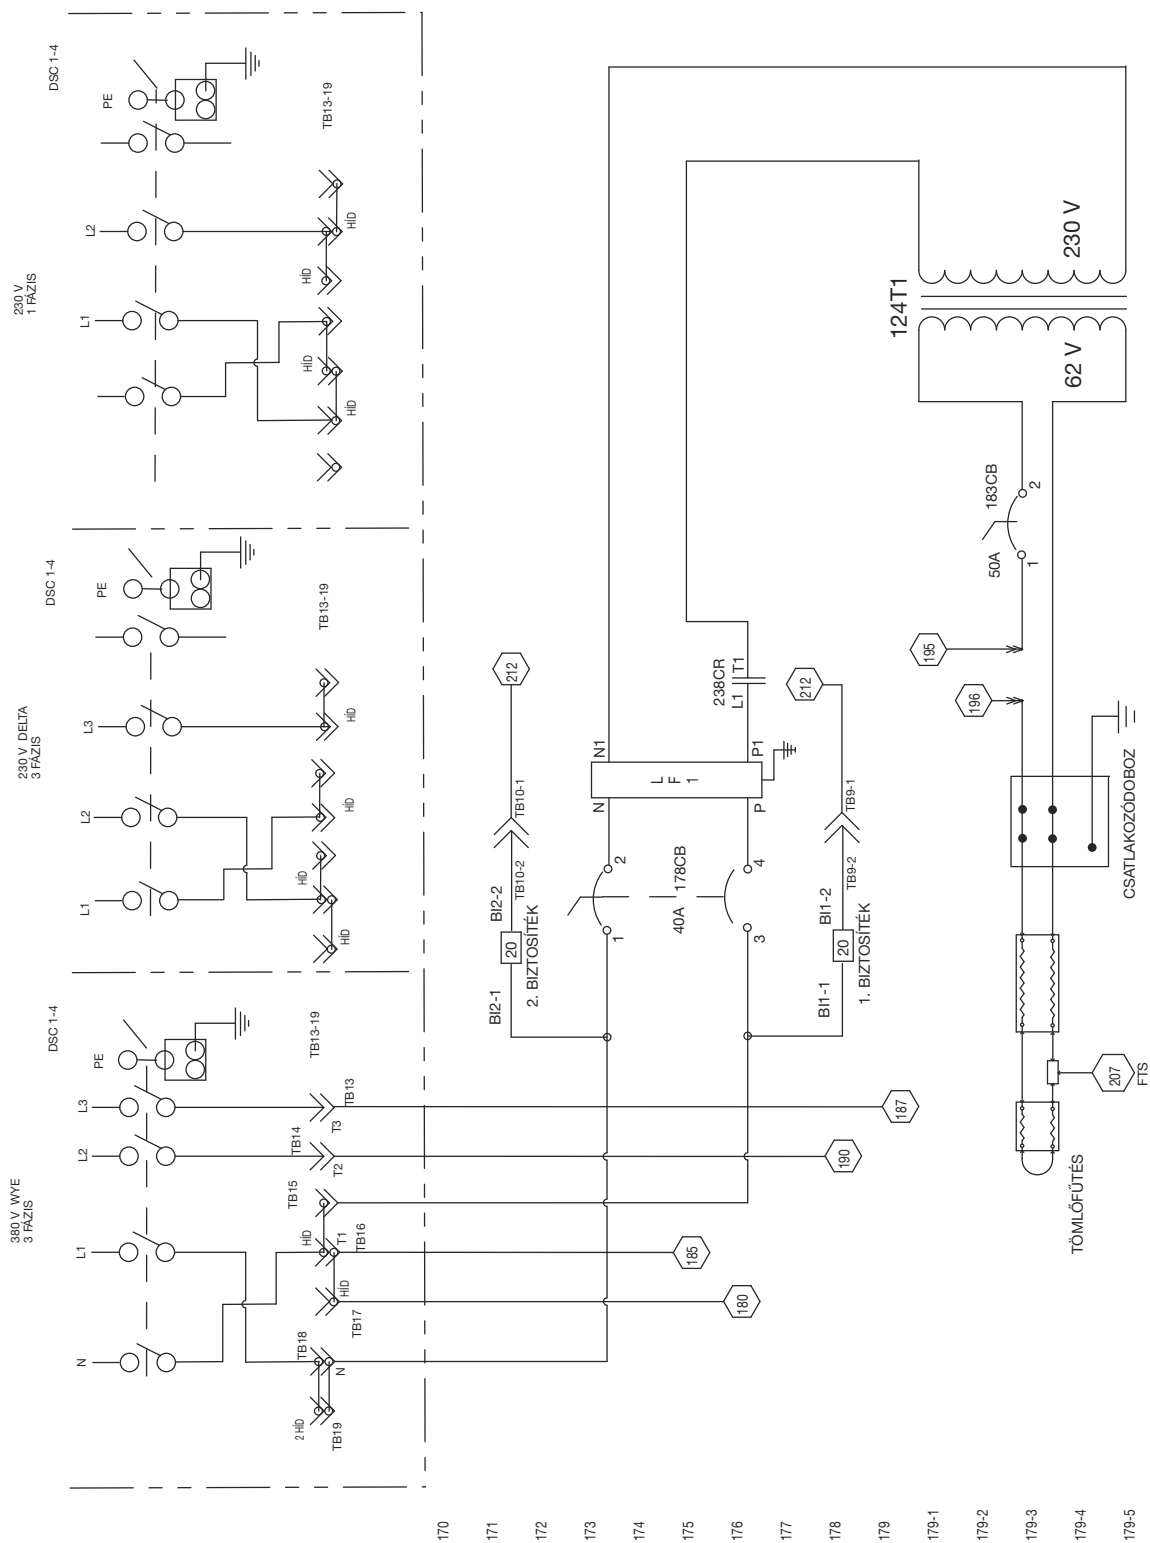 380 V WYE
3 FÁZIS
N
L1
L2
L3
PE
DSC 1-4
2 HÍD
TB19
TB18
N
TB17
HÍD
HÍD
T1
TB16
TB15
T2
TB14
T3
TB13
TB13-19
230 V DELTA
3 FÁZIS
L1
L2
L3
PE
DSC 1-4
HÍD
HÍD
HÍD
HÍD
TB13-19
230 V
1 FÁZIS
L1
L2
PE
DSC 1-4
HÍD
HÍD
HÍD
HÍD
TB13-19
170
171
172
173
174
175
176
177
178
179
179-1
179-2
179-3
179-4
179-5
180
185
190
187
BI2-1
20
BI2-2
2. BIZTOSÍTÉK
TB10-2
TB10-1
212
1
2
40A
178CB
3
4
N
N1
L
F
1
P
P1
238CR
L1
T1
BI1-1
20
BI1-2
1. BIZTOSÍTÉK
TB9-2
TB9-1
212
124T1
230 V
62 V
50A
183CB
1
2
195
196
CSATLAKOZÓDOBOZ
207
FTS
TÖMLŐFŰTÉS